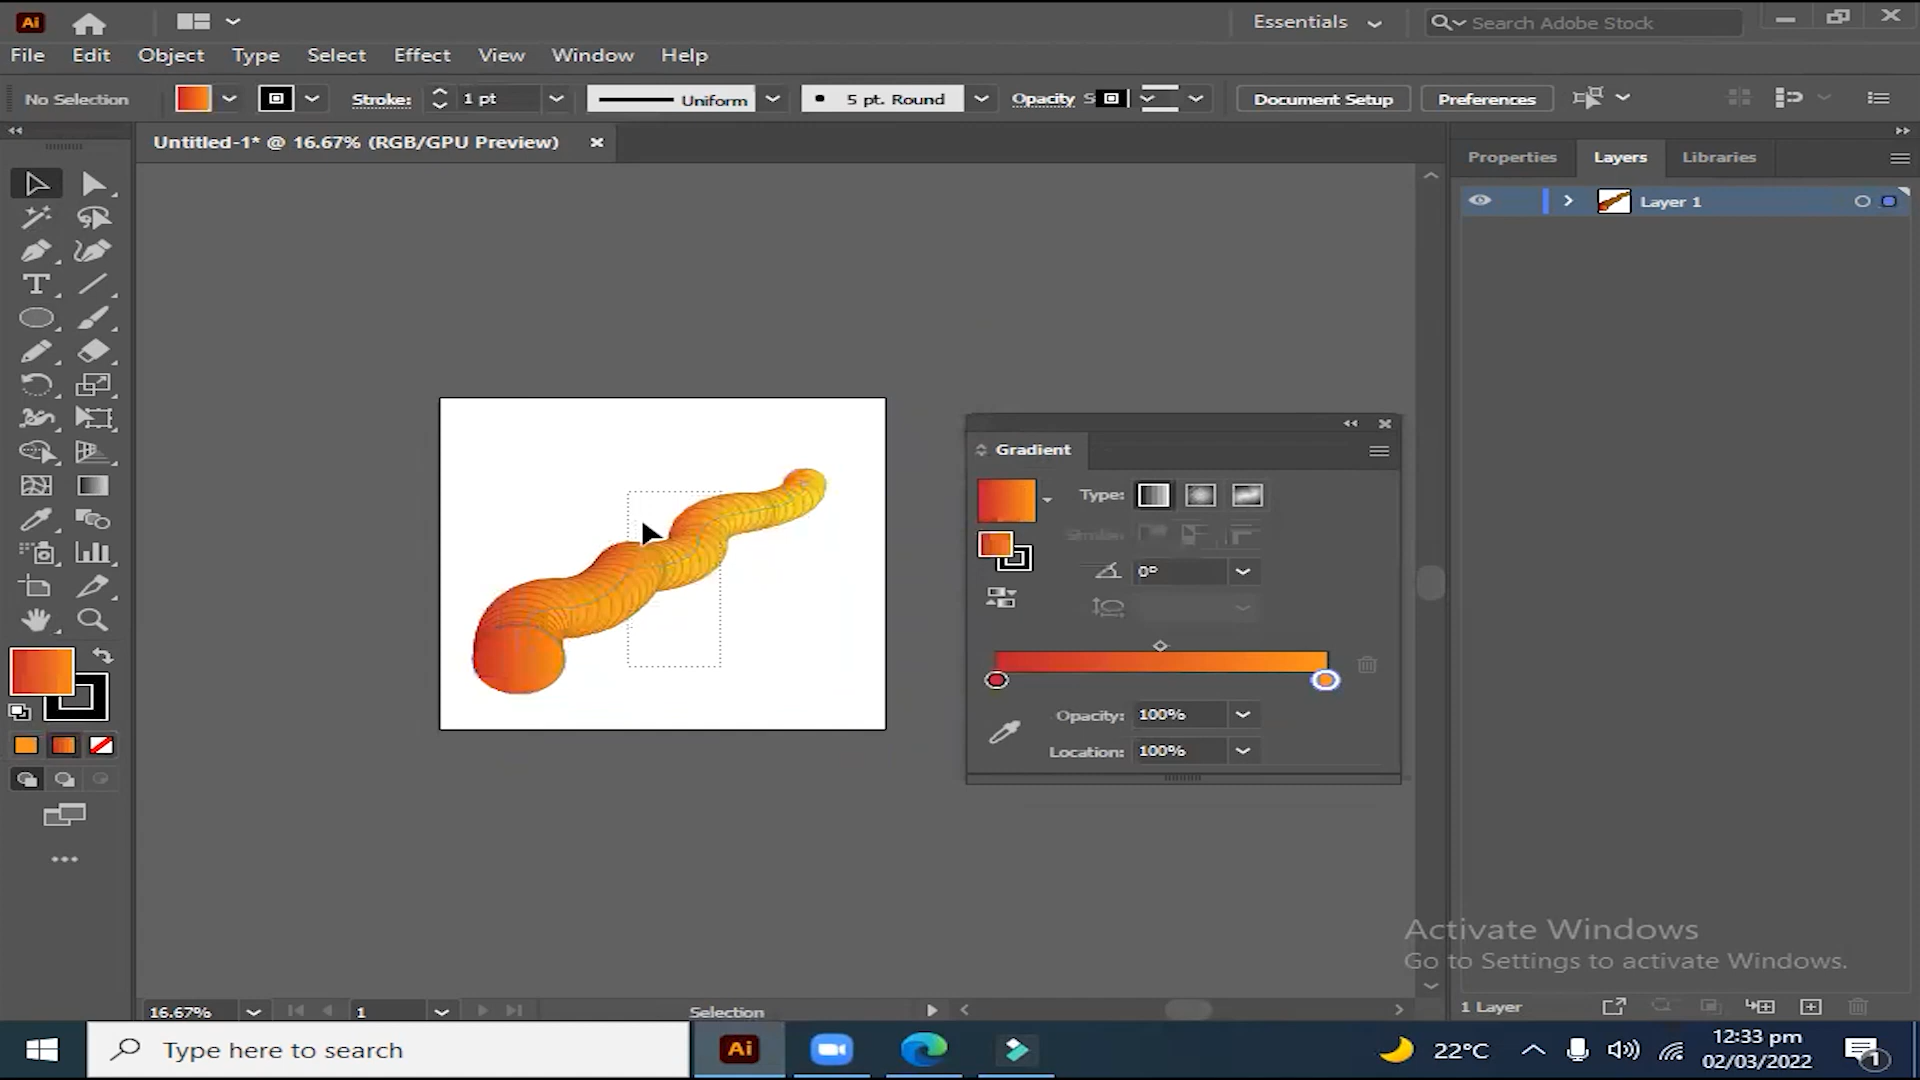 Ai
Essentials
Search Adobe Stock
File Edit Object Type Select Effect View Window Help
No Selection
Stroke: 1 pt
Uniform
5 pt. Round
Opacity
Document Setup
Preferences
Untitled-1* @ 16.67% (RGB/GPU Preview)
Properties Layers Libraries
Layer 1
Gradient
Type:
Stroke:
0°
Opacity: 100%
Location: 100%
Activate Windows
Go to Settings to activate Windows.
16.67%
1
Selection
1 Layer
Type here to search
Ai
22°C
12:33 pm
02/03/2022
1